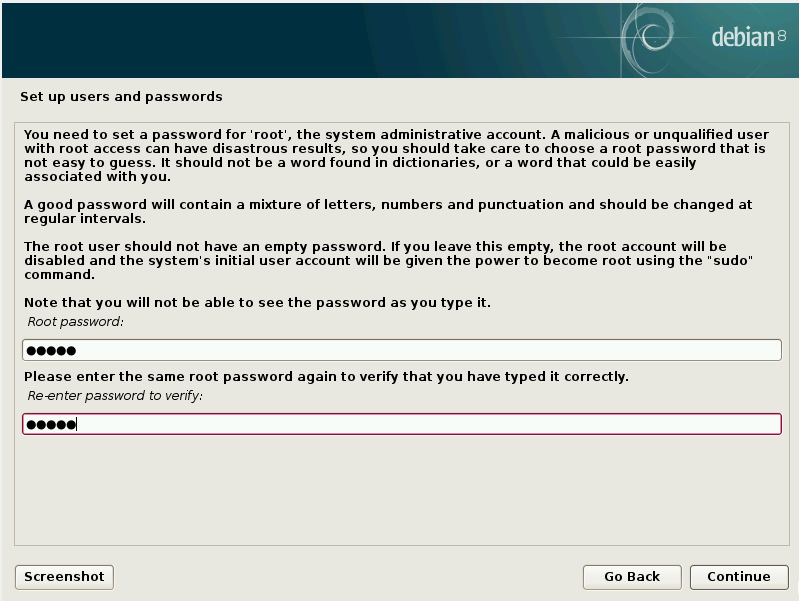 debian 8
Set up users and passwords
You need to set a password for 'root', the system administrative account. A malicious or unqualified user
with root access can have disastrous results, so you should take care to choose a root password that is
not easy to guess. It should not be a word found in dictionaries, or a word that could be easily
associated with you.
A good password will contain a mixture of letters, numbers and punctuation and should be changed at
regular intervals.
The root user should not have an empty password. If you leave this empty, the root account will be
disabled and the system's initial user account will be given the power to become root using the "sudo"
command.
Note that you will not be able to see the password as you type it.
Root password:
●●●●●
Please enter the same root password again to verify that you have typed it correctly.
Re-enter password to verify:
●●●●●
Screenshot
Go Back
Continue